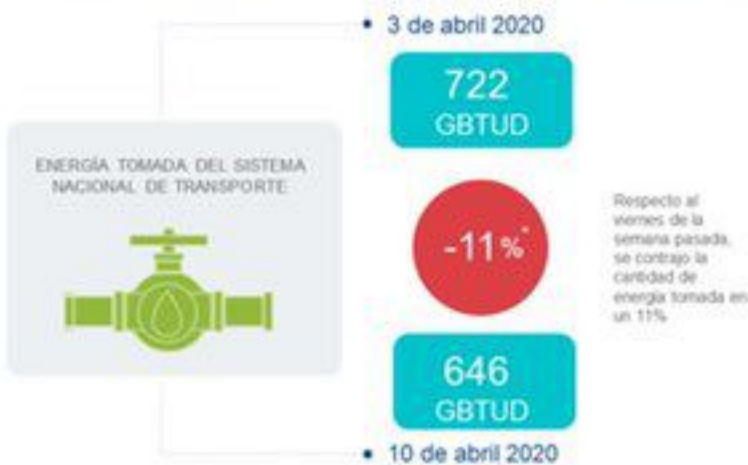 3 de abril 2020
722
GBTUD
ENERGÍA TOMADA DEL SISTEMA
NACIONAL DE TRANSPORTE
-11%*
Respecto al
viernes de la
semana pasada,
se contrajo la
cantidad de
energía tomada en
un 11%
646
GBTUD
10 de abril 2020